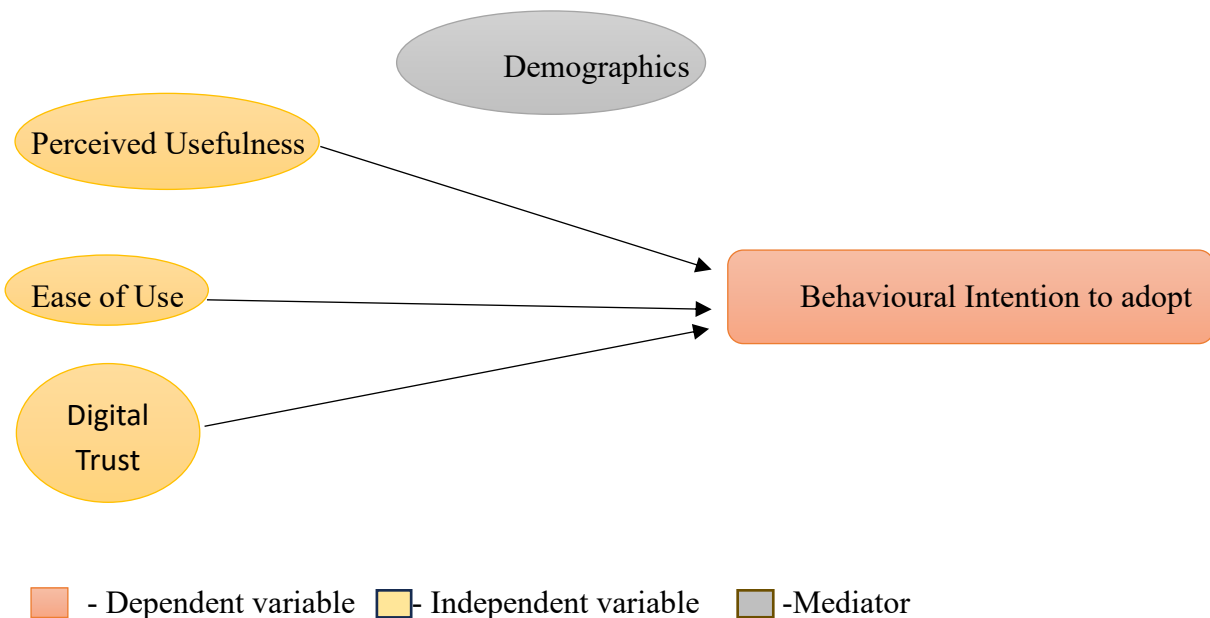 Demographics
Perceived Usefulness
Ease of Use
Behavioural Intention to adopt
Digital
Trust
- Dependent variable - Independent variable -Mediator